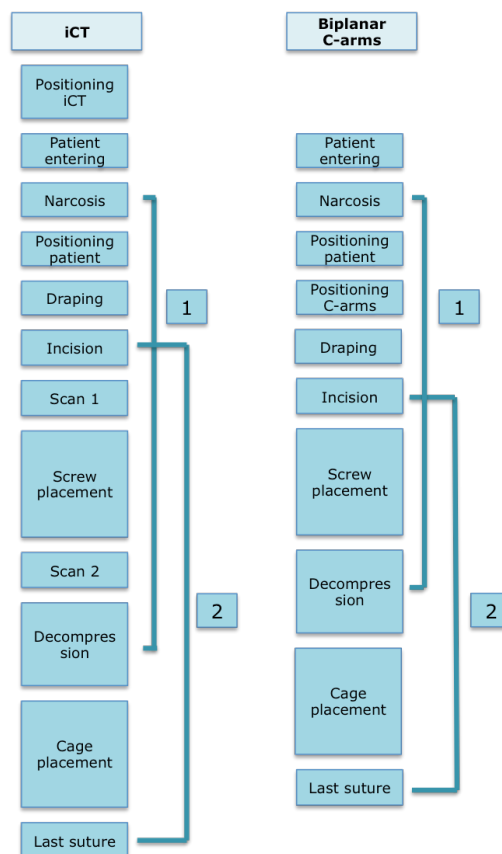 iCT
Positioning
iCT
Patient
entering
Narcosis
Positioning
patient
Draping
Incision
Scan 1
Screw
placement
Scan 2
Decompres
sion
Cage
placement
Last suture
1
2
Biplanar
C-arms
Patient
entering
Narcosis
Positioning
patient
Positioning
C-arms
Draping
Incision
Screw
placement
Decompres
sion
Cage
placement
Last suture
1
2